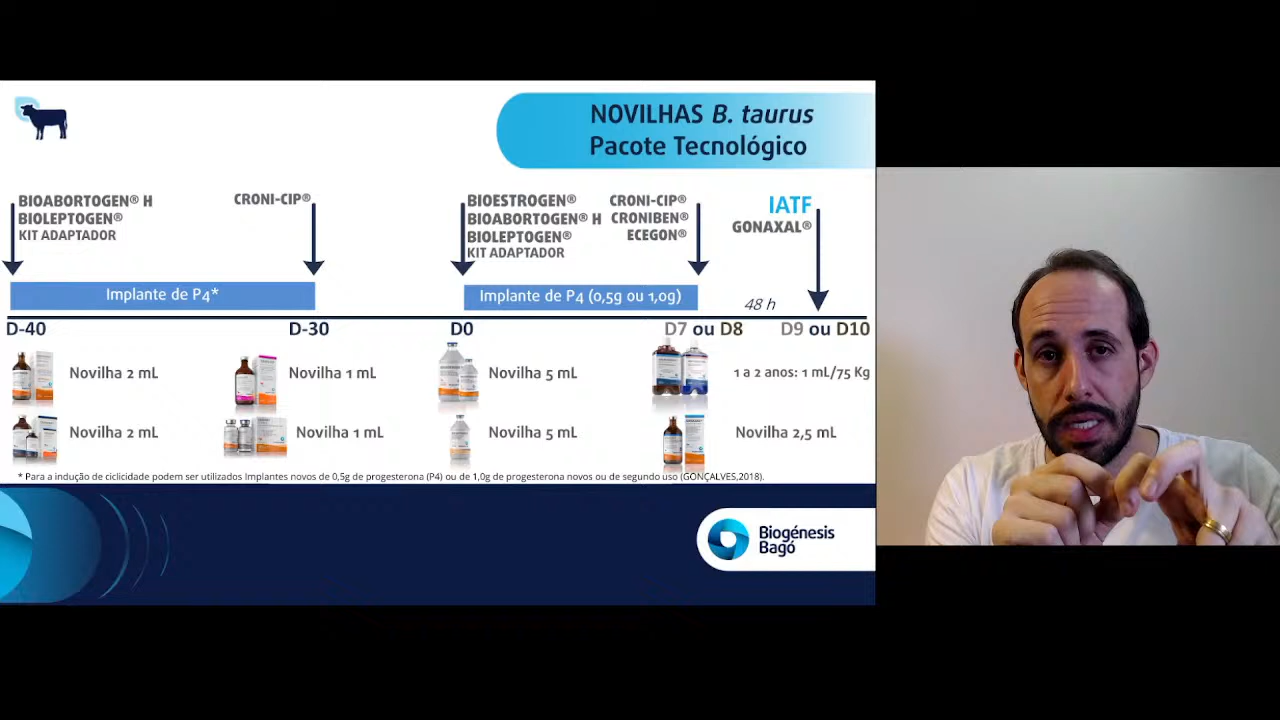 NOVILHAS B. taurus
Pacote Tecnológico
BIOABORTOGEN® H
BIOLEPTOGEN®
KIT ADAPTADOR
CRONI-CIP®
BIOESTROGEN®
BIOABORTOGEN® H
BIOLEPTOGEN®
KIT ADAPTADOR
CRONI-CIP®
CRONIBEN®
ECEGON®
IATF
GONAXAL®
Implante de P4*
Implante de P4 (0,5g ou 1,0g)
48 h
D-40
D-30
D0
D7 ou D8
D9 ou D10
Novilha 2 mL
Novilha 1 mL
Novilha 5 mL
1 a 2 anos: 1 mL/75 Kg
Novilha 2 mL
Novilha 1 mL
Novilha 5 mL
Novilha 2,5 mL
* Para a indução de ciclicidade podem ser utilizados Implantes novos de 0,5g de progesterona (P4) ou de 1,0g de progesterona novos ou de segundo uso (GONÇALVES,2018).
Biogénesis
Bagó